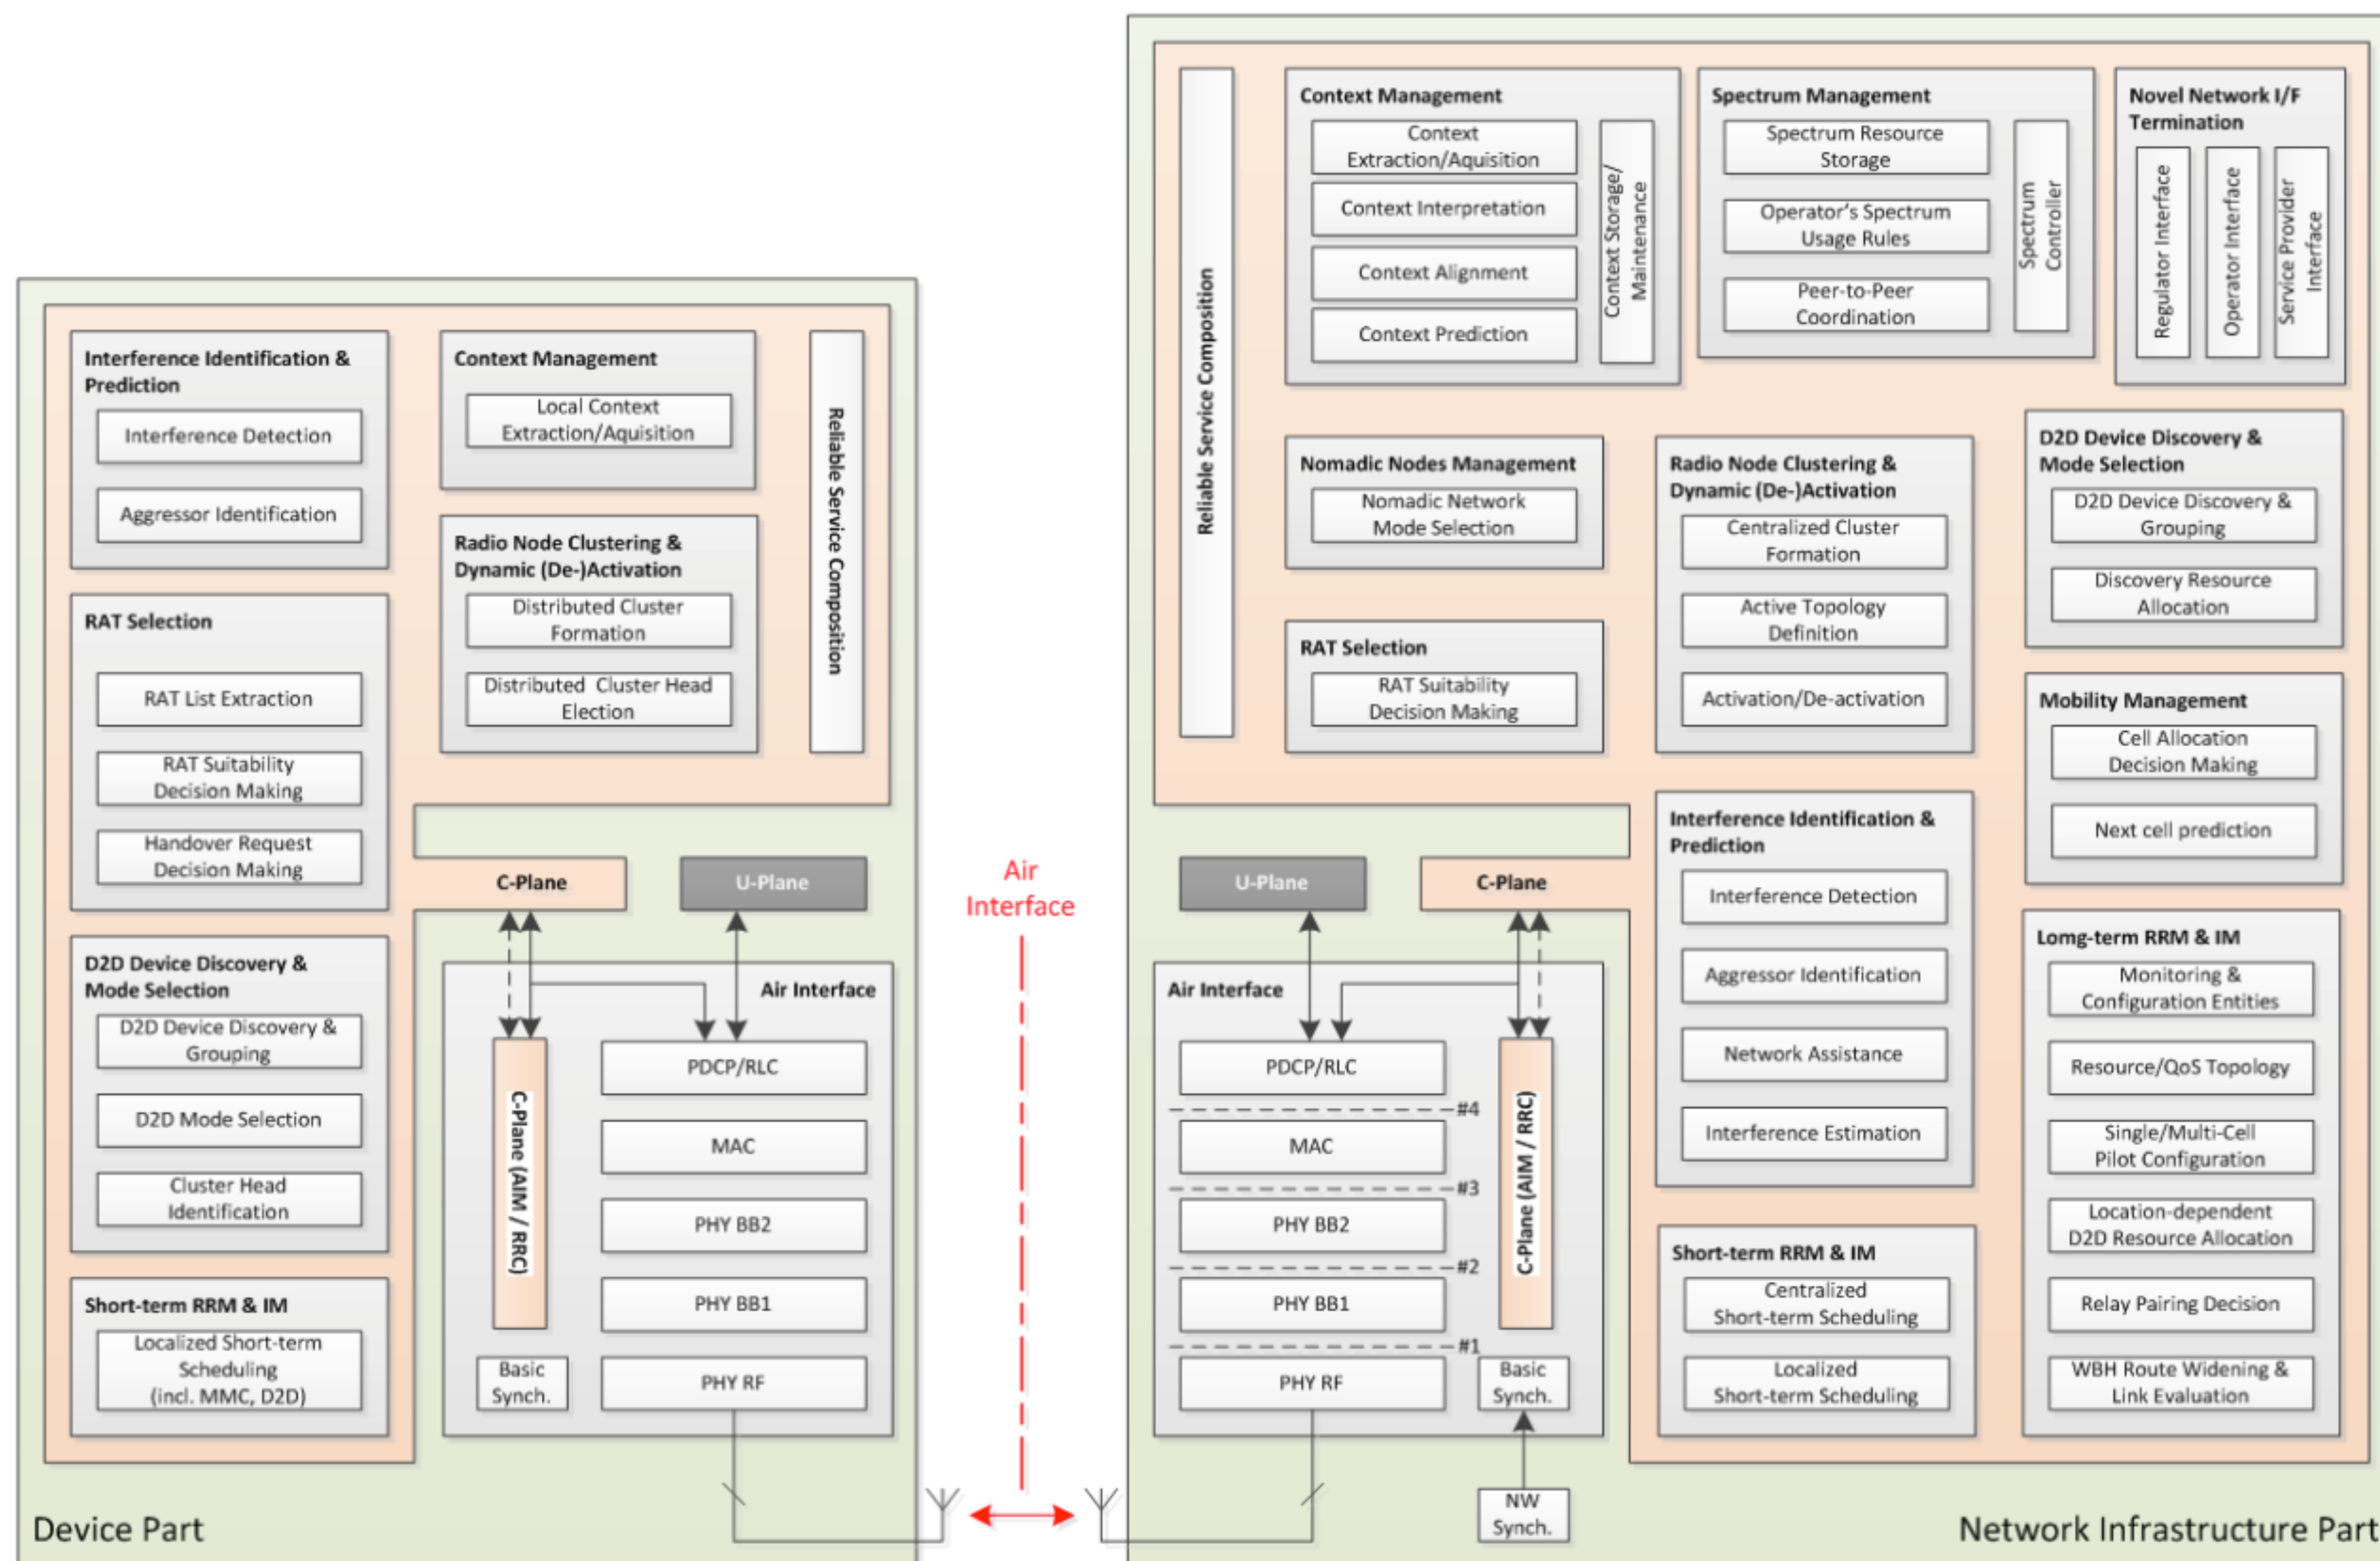 Interference Identification &
Prediction
Interference Detection
Aggressor Identification
RAT Selection
RAT List Extraction
RAT Suitability
Decision Making
Handover Request
Decision Making
D2D Device Discovery &
Mode Selection
D2D Device Discovery &
Grouping
D2D Mode Selection
Cluster Head
Identification
Short-term RRM & IM
Localized Short-term
Scheduling
(incl. MMC, D2D)
Context Management
Local Context
Extraction/Aquisition
Radio Node Clustering &
Dynamic (De-)Activation
Distributed Cluster
Formation
Distributed Cluster Head
Election
Reliable Service Composition
C-Plane
U-Plane
Air Interface
C-Plane (AIM / RRC)
PDCP/RLC
MAC
PHY BB2
PHY BB1
PHY RF
Basic
Synch.
Device Part
Air
Interface
Reliable Service Composition
Context Management
Context
Extraction/Aquisition
Context Interpretation
Context Alignment
Context Prediction
Context Storage/
Maintenance
Spectrum Management
Spectrum Resource
Storage
Operator's Spectrum
Usage Rules
Peer-to-Peer
Coordination
Spectrum
Controller
Novel Network I/F
Termination
Regulator Interface
Operator Interface
Service Provider
Interface
Nomadic Nodes Management
Nomadic Network
Mode Selection
RAT Selection
RAT Suitability
Decision Making
Radio Node Clustering &
Dynamic (De-)Activation
Centralized Cluster
Formation
Active Topology
Definition
Activation/De-activation
D2D Device Discovery &
Mode Selection
D2D Device Discovery &
Grouping
Discovery Resource
Allocation
Mobility Management
Cell Allocation
Decision Making
Next cell prediction
Interference Identification &
Prediction
Interference Detection
Aggressor Identification
Network Assistance
Interference Estimation
Short-term RRM & IM
Centralized
Short-term Scheduling
Localized
Short-term Scheduling
Lomg-term RRM & IM
Monitoring &
Configuration Entities
Resource/QoS Topology
Single/Multi-Cell
Pilot Configuration
Location-dependent
D2D Resource Allocation
Relay Pairing Decision
WBH Route Widening &
Link Evaluation
U-Plane
C-Plane
Air Interface
PDCP/RLC
#4
MAC
#3
PHY BB2
#2
PHY BB1
#1
PHY RF
C-Plane (AIM / RRC)
Basic
Synch.
NW
Synch.
Network Infrastructure Part